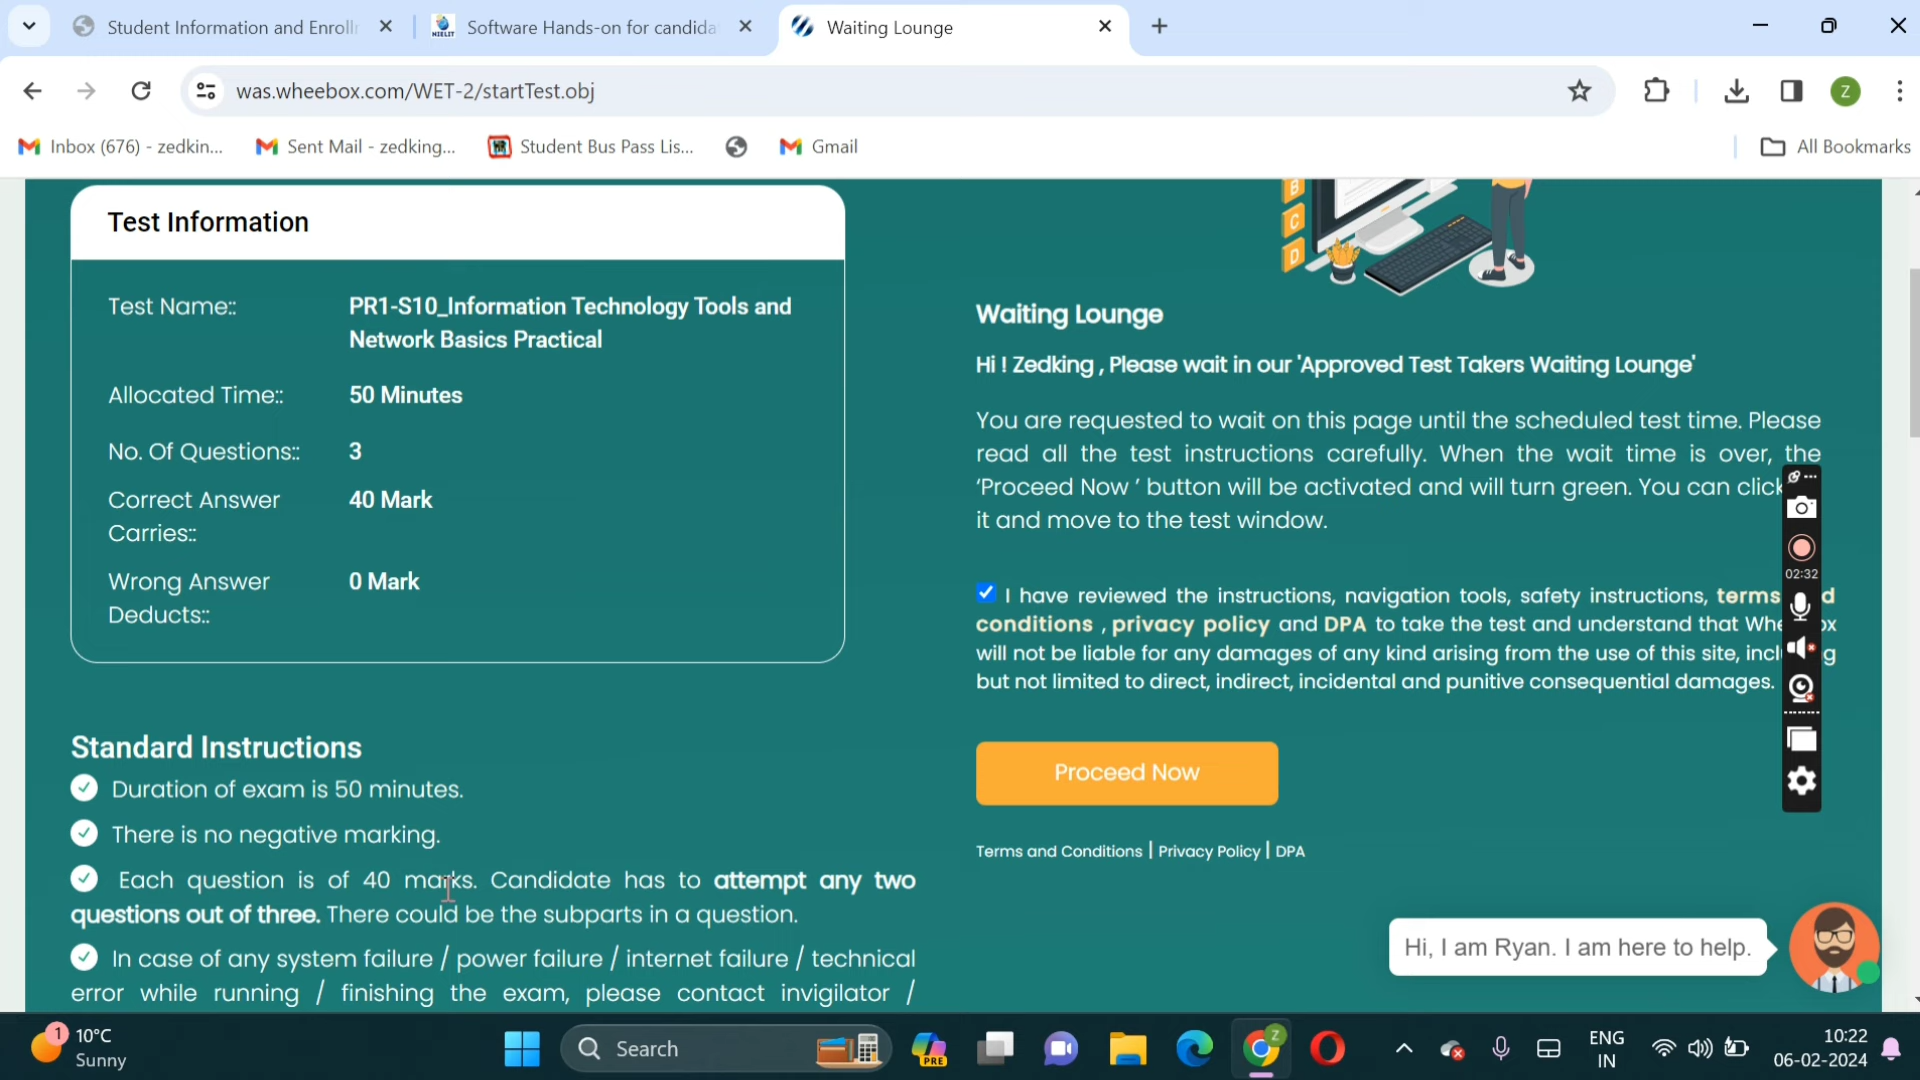 Student Information and Enroll
Software Hands-on for candida
Waiting Lounge
was.wheebox.com/WET-2/startTest.obj
Z
Inbox (676) - zedkin...
Sent Mail - zedking...
Student Bus Pass Lis...
Gmail
All Bookmarks
Test Information
Test Name::
PR1-S10_Information Technology Tools and
Network Basics Practical
Allocated Time::
50 Minutes
No. Of Questions::
3
Correct Answer
Carries::
40 Mark
Wrong Answer
Deducts::
0 Mark
Standard Instructions
Duration of exam is 50 minutes.
There is no negative marking.
Each question is of 40 marks. Candidate has to attempt any two
questions out of three. There could be the subparts in a question.
In case of any system failure / power failure / internet failure / technical
error while running / finishing the exam, please contact invigilator /
B
C
D
Waiting Lounge
Hi ! Zedking , Please wait in our 'Approved Test Takers Waiting Lounge'
You are requested to wait on this page until the scheduled test time. Please
read all the test instructions carefully. When the wait time is over, the
‘Proceed Now ’ button will be activated and will turn green. You can click
it and move to the test window.
I have reviewed the instructions, navigation tools, safety instructions, terms
conditions , privacy policy and DPA to take the test and understand that
will not be liable for any damages of any kind arising from the use of this site,
but not limited to direct, indirect, incidental and punitive consequential damages.
02:32
Proceed Now
Terms and Conditions | Privacy Policy | DPA
Hi, I am Ryan. I am here to help.
1
10°C
Sunny
Search
PRE
Z
ENG
IN
10:22
06-02-2024